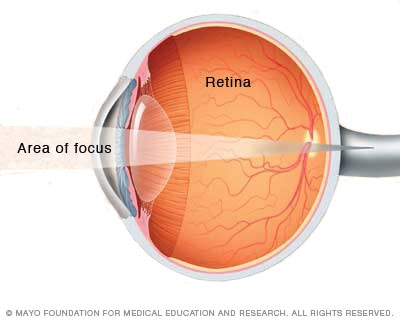 Retina
Area of focus
© MAYO FOUNDATION FOR MEDICAL EDUCATION AND RESEARCH. ALL RIGHTS RESERVED.